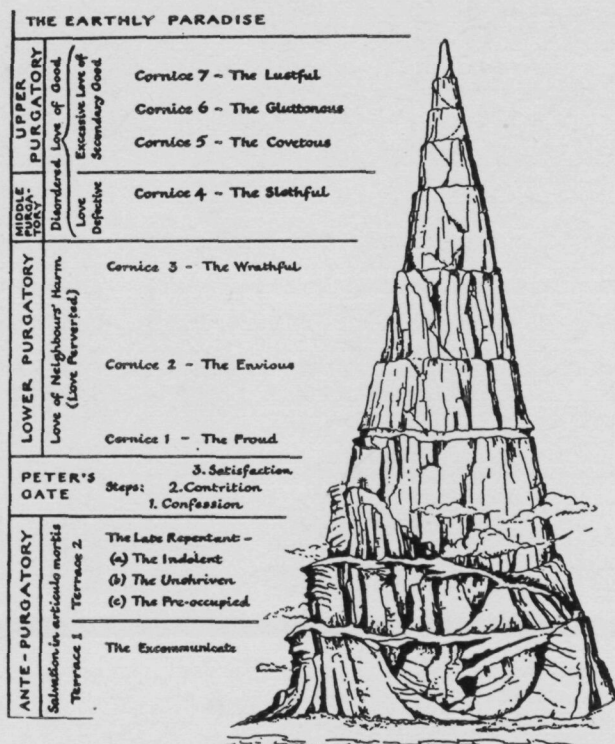 THE EARTHLY PARADISE
UPPER
PURGATORY
Disordered Love of Good
Excessive Love of
Secondary Good
Cornice 7 - The Lustful
Cornice 6 - The Gluttonous
Cornice 5 - The Covetous
MIDDLE
PURGA-
TORY
Love
Defective
Cornice 4 - The Slothful
LOWER PURGATORY
Love of Neighbours' Harm
(Love Perverted)
Cornice 3 - The Wrathful
Cornice 2 - The Envious
Cornice 1 - The Proud
PETER'S
GATE
Steps:
3. Satisfaction
2. Contrition
1. Confession
ANTE-PURGATORY
Salvation in articulo mortis
Terrace 2
The Late Repentant -
(a) The Indolent
(b) The Unshriven
(c) The Pre-occupied
Terrace 1
The Excommunicate